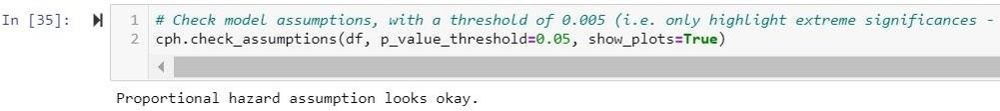 In [35]:
1 # Check model assumptions, with a threshold of 0.005 (i.e. only highlight extreme significances -
2 cph.check_assumptions(df, p_value_threshold=0.05, show_plots=True)
Proportional hazard assumption looks okay.